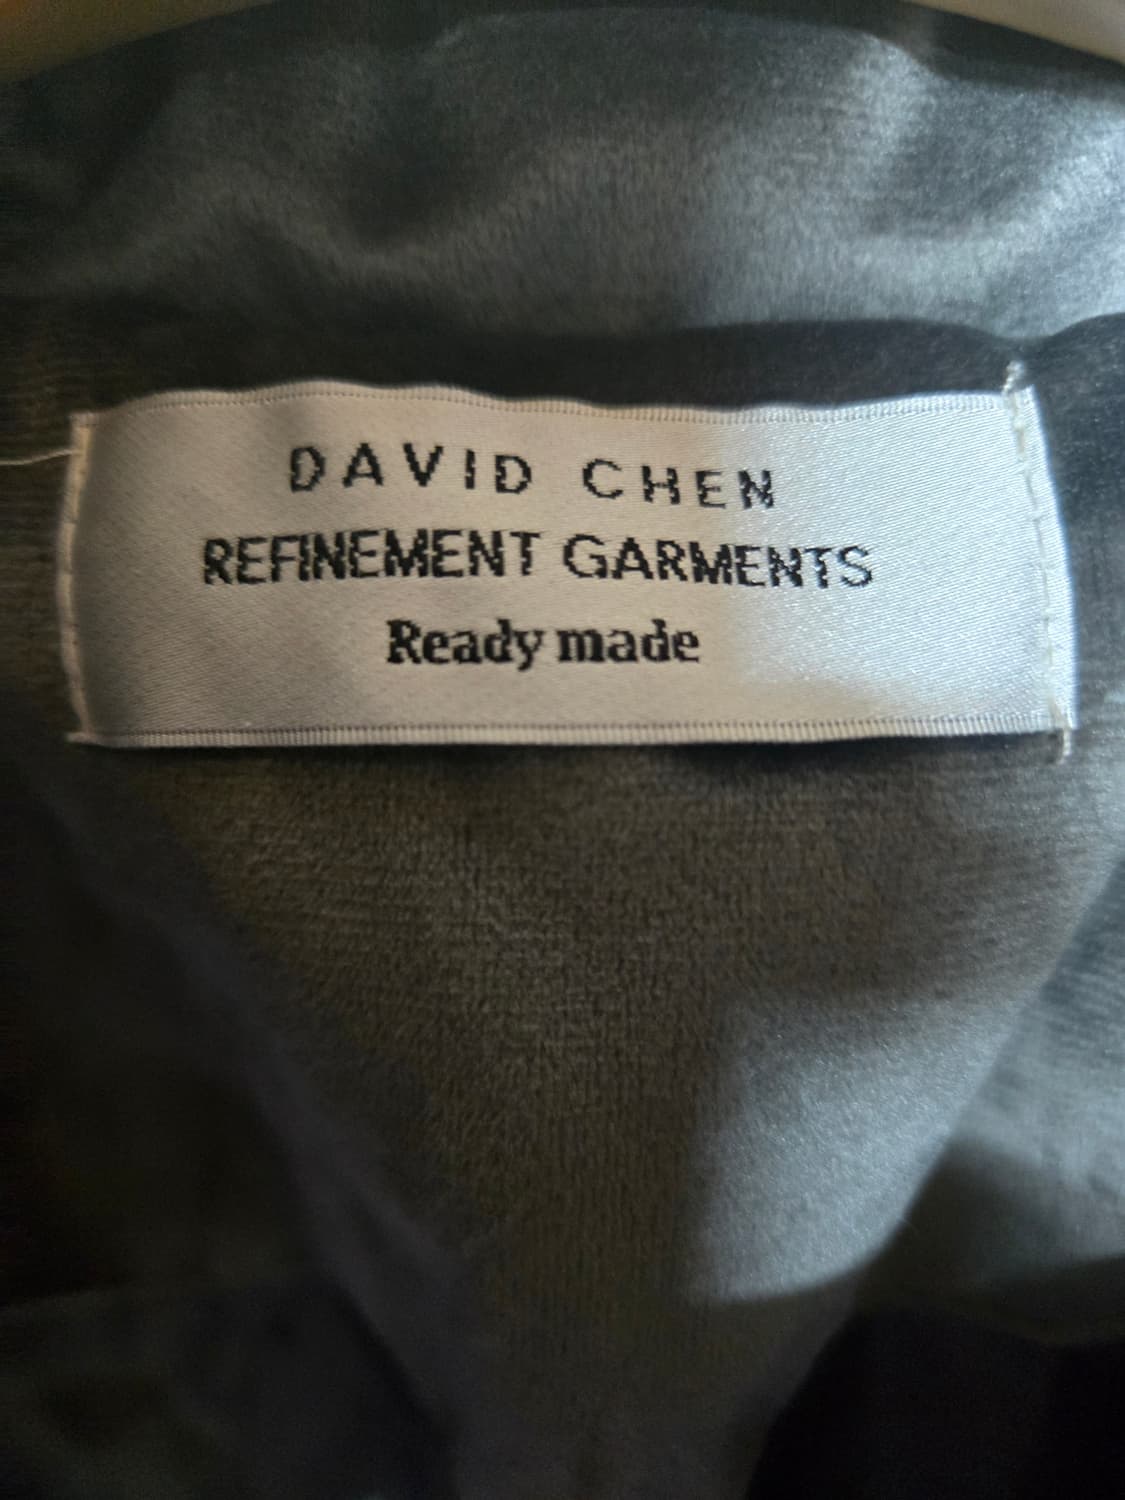 DAVID CHEN
REFINEMENT GARMENTS
Ready made